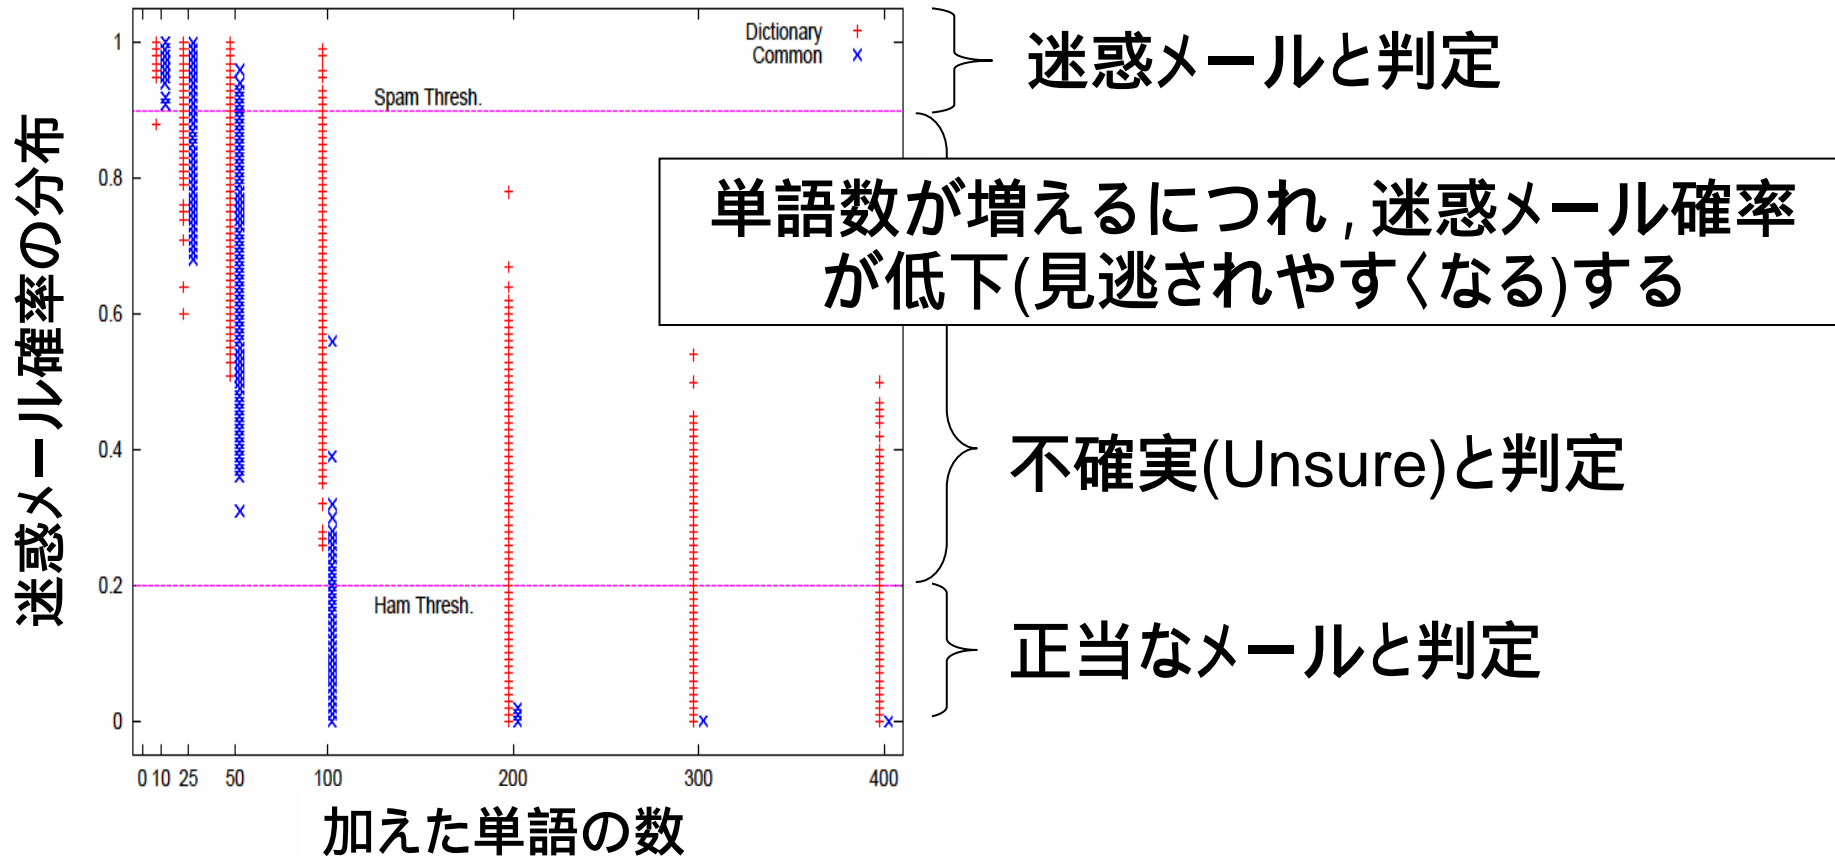 Dictionary
Common
1
0.8
0.6
0.4
0.2
0
Spam Thresh.
Ham Thresh.
0 10 25 50 100 200 300 400
迷惑メール確率の分布
加えた単語の数
迷惑メールと判定
単語数が増えるにつれ,迷惑メール確率
が低下(見逃されやすくなる)する
不確実(Unsure)と判定
正当なメールと判定